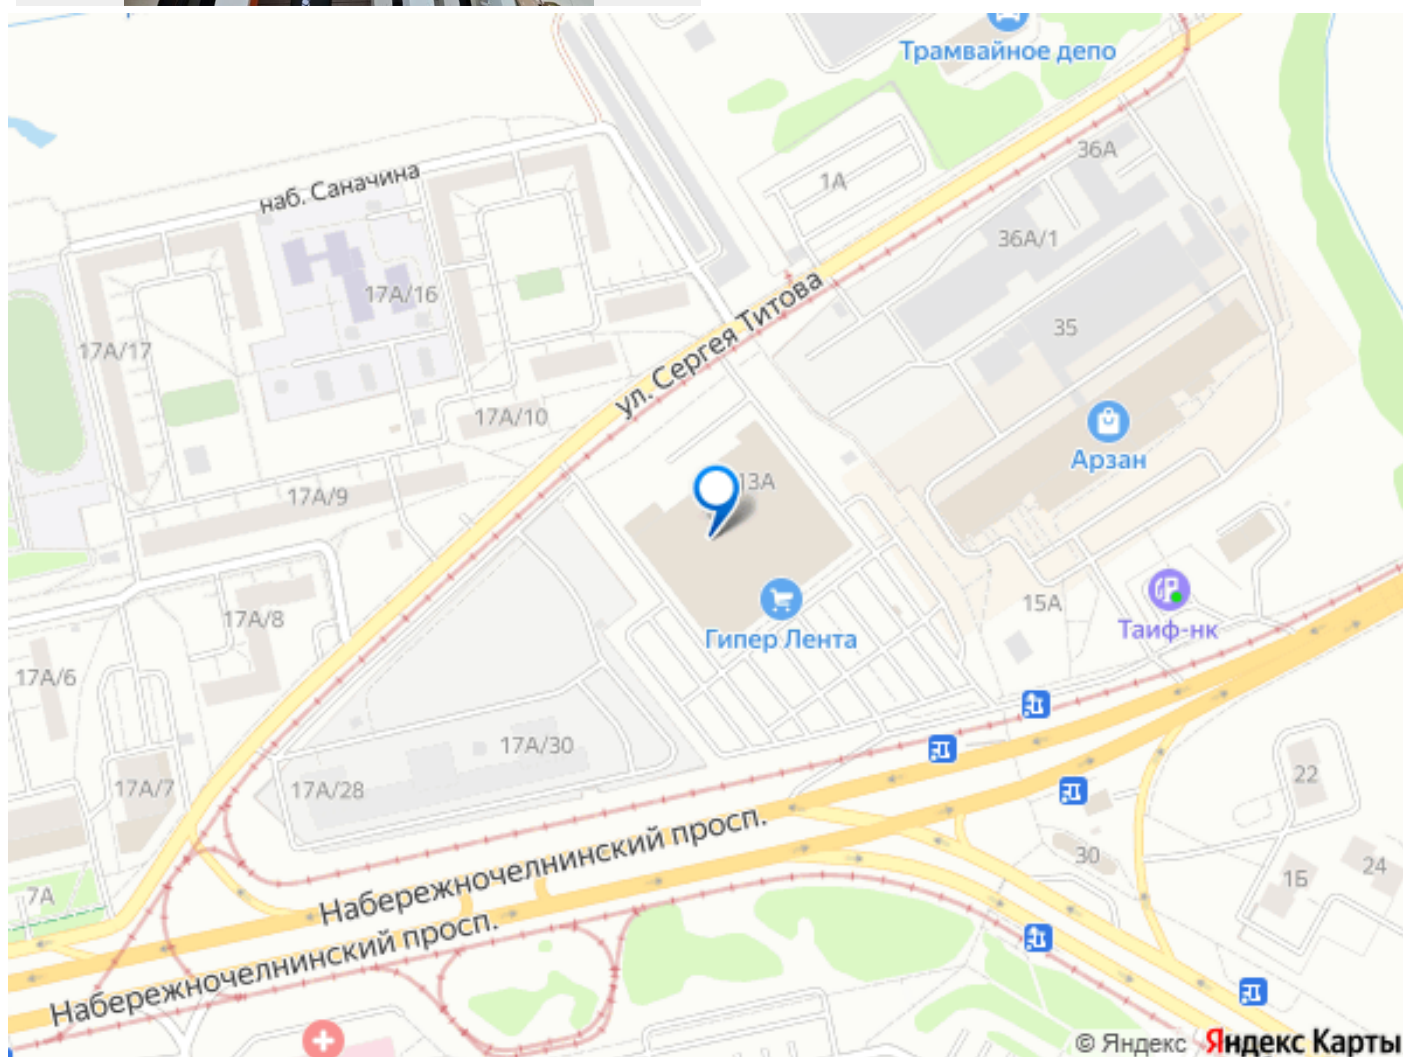 Трамвайное депо
36А
1А
наб. Саначина
36А/1
17А/16
ул. Сергея Титова
35
17А/17
17А/10
Арзан
13А
17А/9
15А
Таиф-нк
17А/8
Гипер Лента
17А/6
17А/30
22
17А/7
17А/28
Набережночелнинский просп.
30
24
1Б
7А
Набережночелнинский просп.
© Яндекс Яндекс Карты